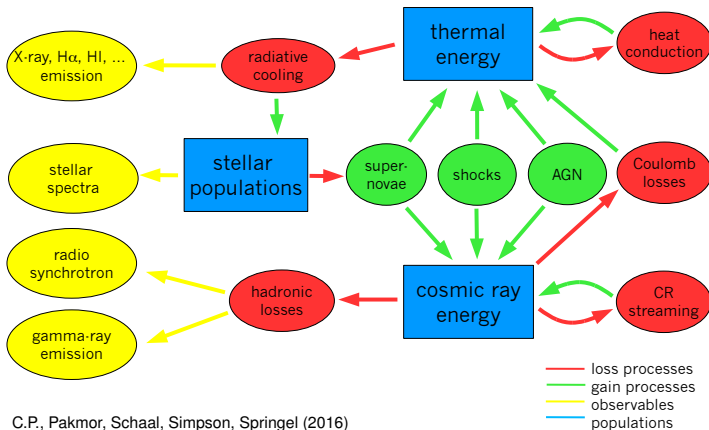 X-ray, Hα, HI, ...
emission
radiative
cooling
thermal
energy
heat
conduction
stellar
spectra
stellar
populations
super-
novae
shocks
AGN
Coulomb
losses
radio
synchrotron
gamma-ray
emission
hadronic
losses
cosmic ray
energy
CR
streaming
loss processes
gain processes
observables
populations
C.P., Pakmor, Schaal, Simpson, Springel (2016)